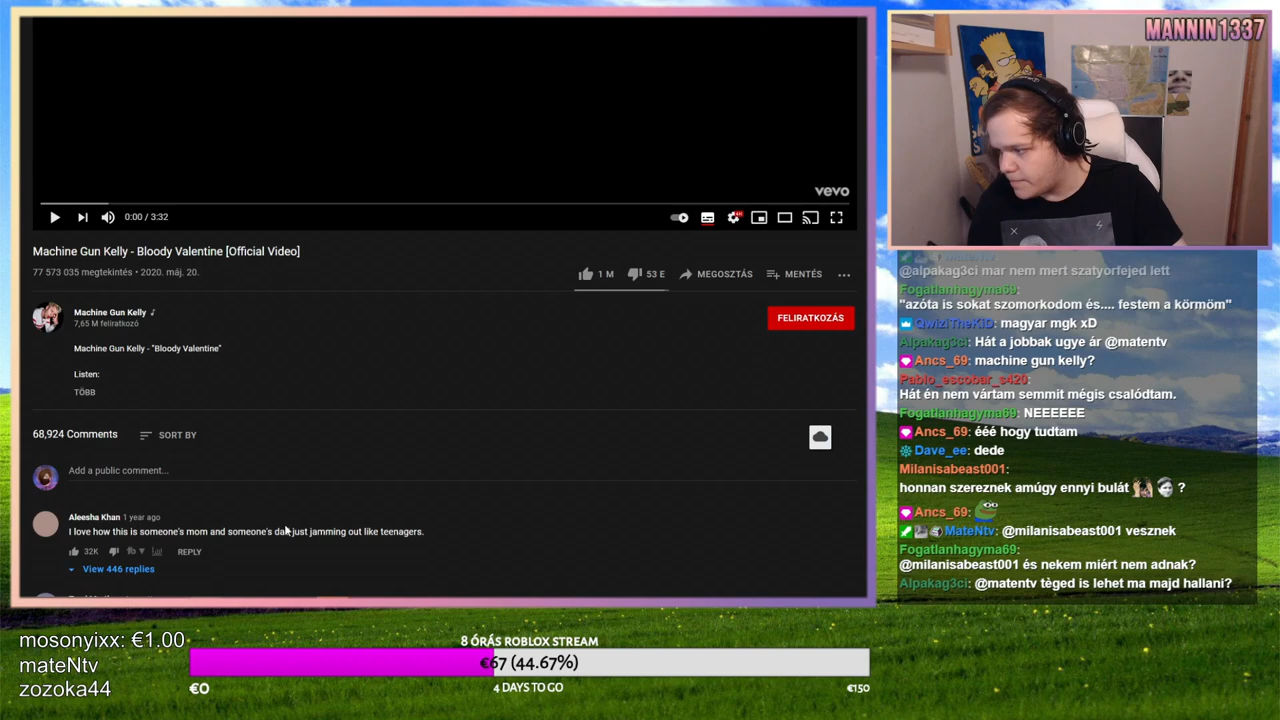 vevo
0:00 / 3:32
Machine Gun Kelly - Bloody Valentine [Official Video]
77 573 035 megtekintés • 2020. máj. 20.
1 M
53 E
MEGOSZTÁS
MENTÉS
Machine Gun Kelly
7,65 M feliratkozó
FELIRATKOZÁS
Machine Gun Kelly - "Bloody Valentine"
Listen:
TÖBB
68,924 Comments
SORT BY
Add a public comment...
Aleesha Khan 1 year ago
I love how this is someone's mom and someone's dad just jamming out like teenagers.
32K
REPLY
View 446 replies
MANNIN1337
@alpakag3ci mar nem mert szatyorfejed lett
Fogatlanhagyma69:
"azóta is sokat szomorkodom és.... festem a körmöm"
QwiziTheKID: magyar mgk xD
Alpakag3ci: Hát a jobbak ugye ár @matentv
Ancs_69: machine gun kelly?
Pablo_escobar_s420:
Hát én nem vártam semmit mégis csalódtam.
Fogatlanhagyma69: NEEEEEE
Ancs_69: ééé hogy tudtam
Dave_ee: dede
Milanisabeast001:
honnan szereznek amúgy ennyi bulát ?
Ancs_69:
MateNtv: @milanisabeast001 vesznek
Fogatlanhagyma69:
@milanisabeast001 és nekem miért nem adnak?
Alpakag3ci: @matentv tèged is lehet ma majd hallani?
mosonyixx: €1.00
mateNtv
zozoka44
8 ÓRÁS ROBLOX STREAM
€67 (44.67%)
€0
4 DAYS TO GO
€150